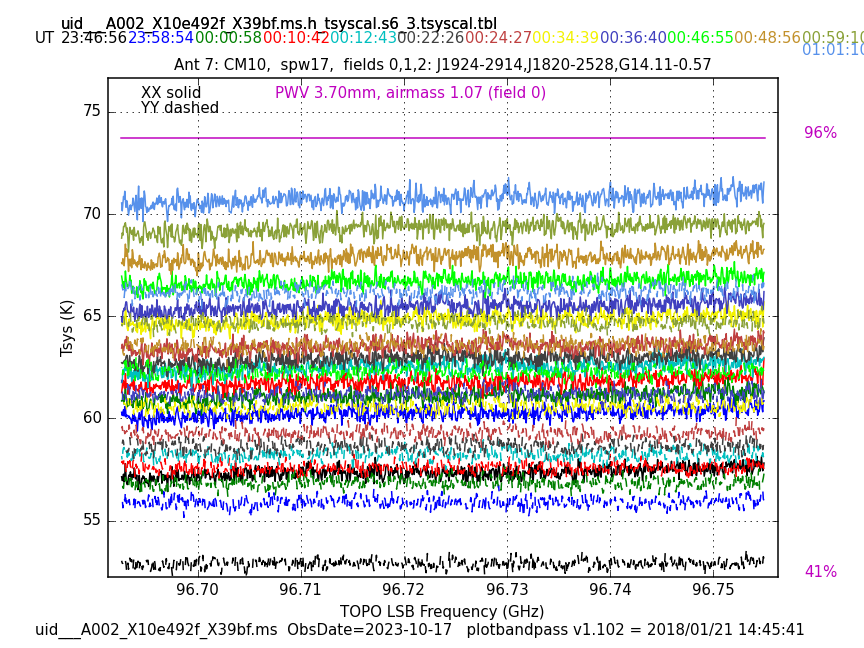 uid___A002_X10e492f_X39bf.ms.h_tsyscal.s6_3.tsyscal.tbl
UT 23:46:56 23:58:54 00:00:58 00:10:42 00:12:43 00:22:26 00:24:27 00:34:39 00:36:40 00:46:55 00:48:56 00:59:10
01:01:10
Ant 7: CM10,  spw17,  fields 0,1,2: J1924-2914,J1820-2528,G14.11-0.57
XX solid
YY dashed
PWV 3.70mm, airmass 1.07 (field 0)
96%
41%
75
70
65
60
55
Tsys (K)
96.70 96.71 96.72 96.73 96.74 96.75
TOPO LSB Frequency (GHz)
uid___A002_X10e492f_X39bf.ms  ObsDate=2023-10-17   plotbandpass v1.102 = 2018/01/21 14:45:41